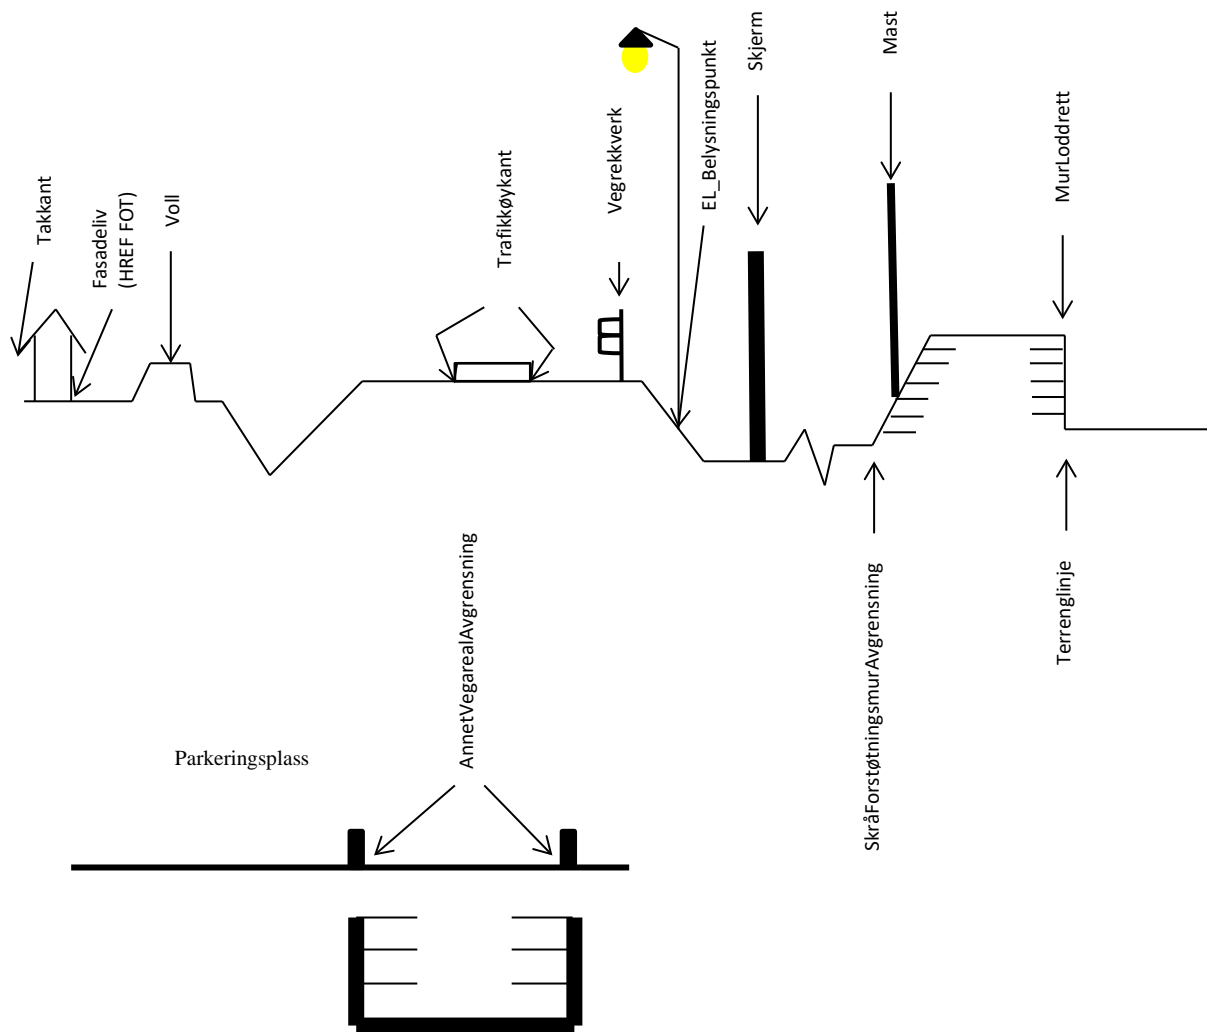 Takkant
Fasadeliv
(HREF FOT)
Voll
Trafikkøykant
Vegrekkverk
EL_Belysningspunkt
Skjerm
Mast
MurLoddrett
AnnetVegarealAvgrensning
SkråForstøtningsmurAvgrensning
Terrenglinje
Parkeringsplass